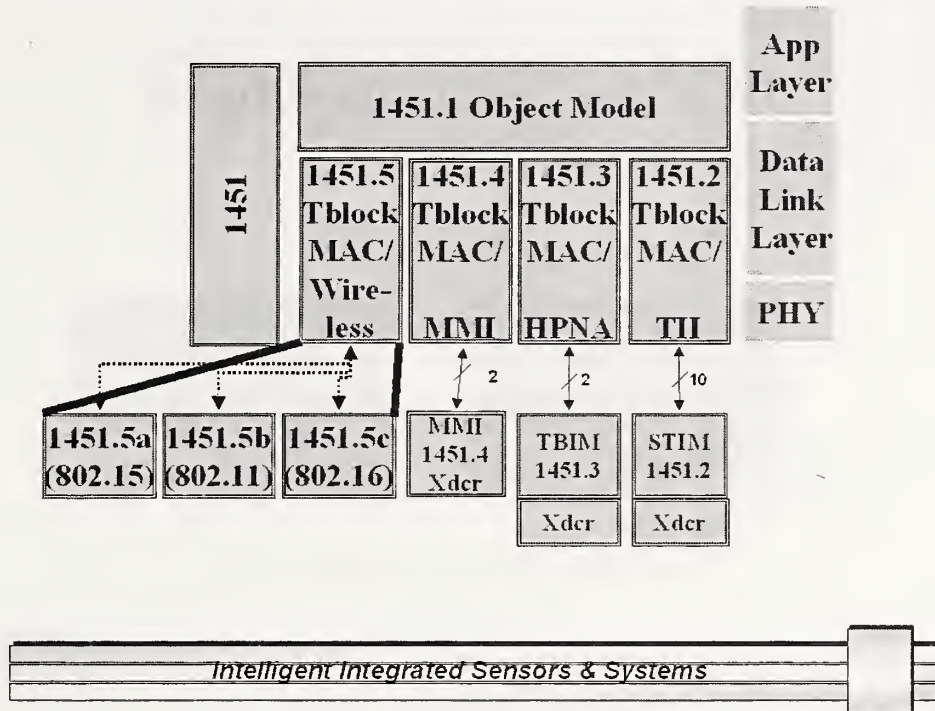 App
Layer
1451.1 Object Model
1451
1451.5
Tblock
MAC/
Wire-
less
1451.4
Tblock
MAC/
MMI
1451.3
Tblock
MAC/
HPNA
1451.2
Tblock
MAC/
TII
Data
Link
Layer
PHY
2
2
10
1451.5a
(802.15)
1451.5b
(802.11)
1451.5c
(802.16)
MMI
1451.4
Xdcr
TBIM
1451.3
Xdcr
STIM
1451.2
Xdcr
Intelligent Integrated Sensors & Systems